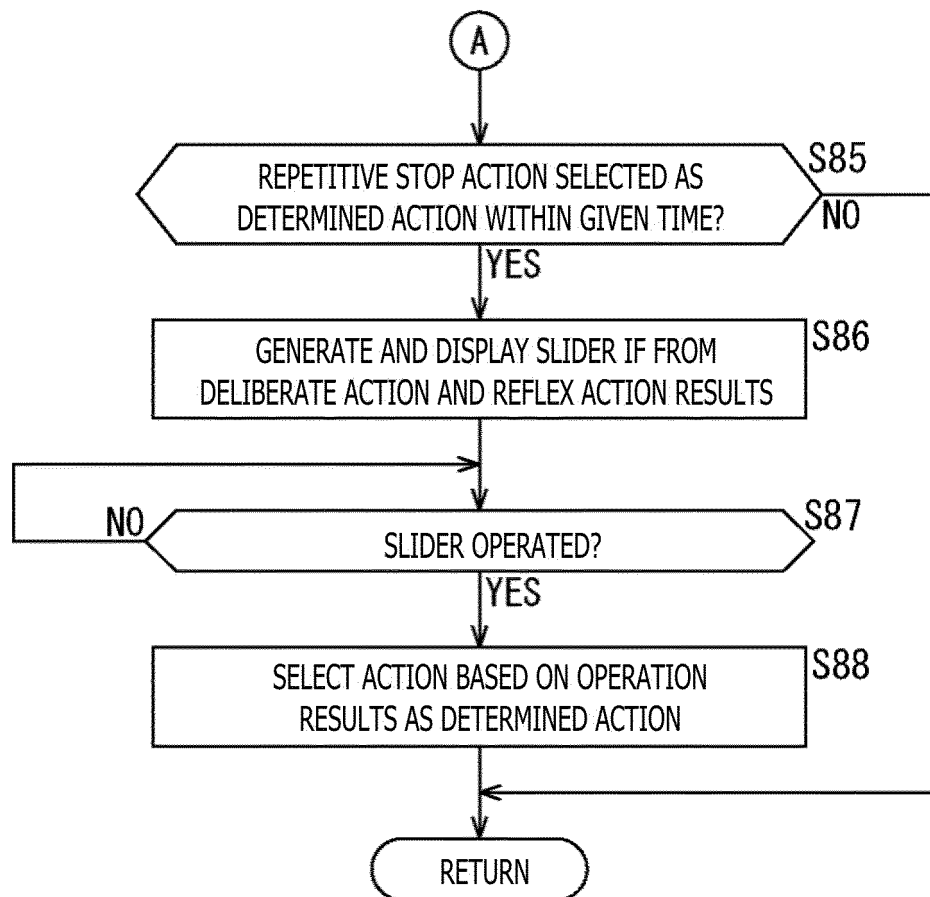 A
REPETITIVE STOP ACTION SELECTED AS
DETERMINED ACTION WITHIN GIVEN TIME?
S85
NO
YES
GENERATE AND DISPLAY SLIDER IF FROM
DELIBERATE ACTION AND REFLEX ACTION RESULTS
S86
NO
SLIDER OPERATED?
S87
YES
SELECT ACTION BASED ON OPERATION
RESULTS AS DETERMINED ACTION
S88
RETURN